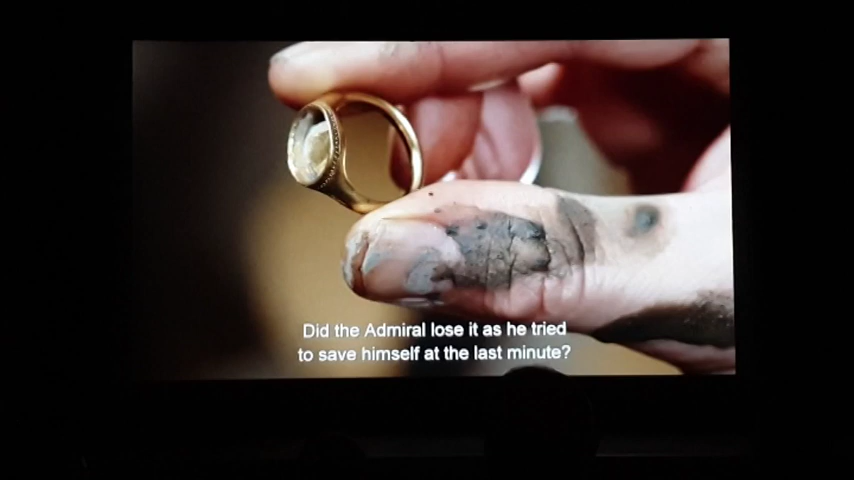 Did the Admiral lose it as he tried
to save himself at the last minute?